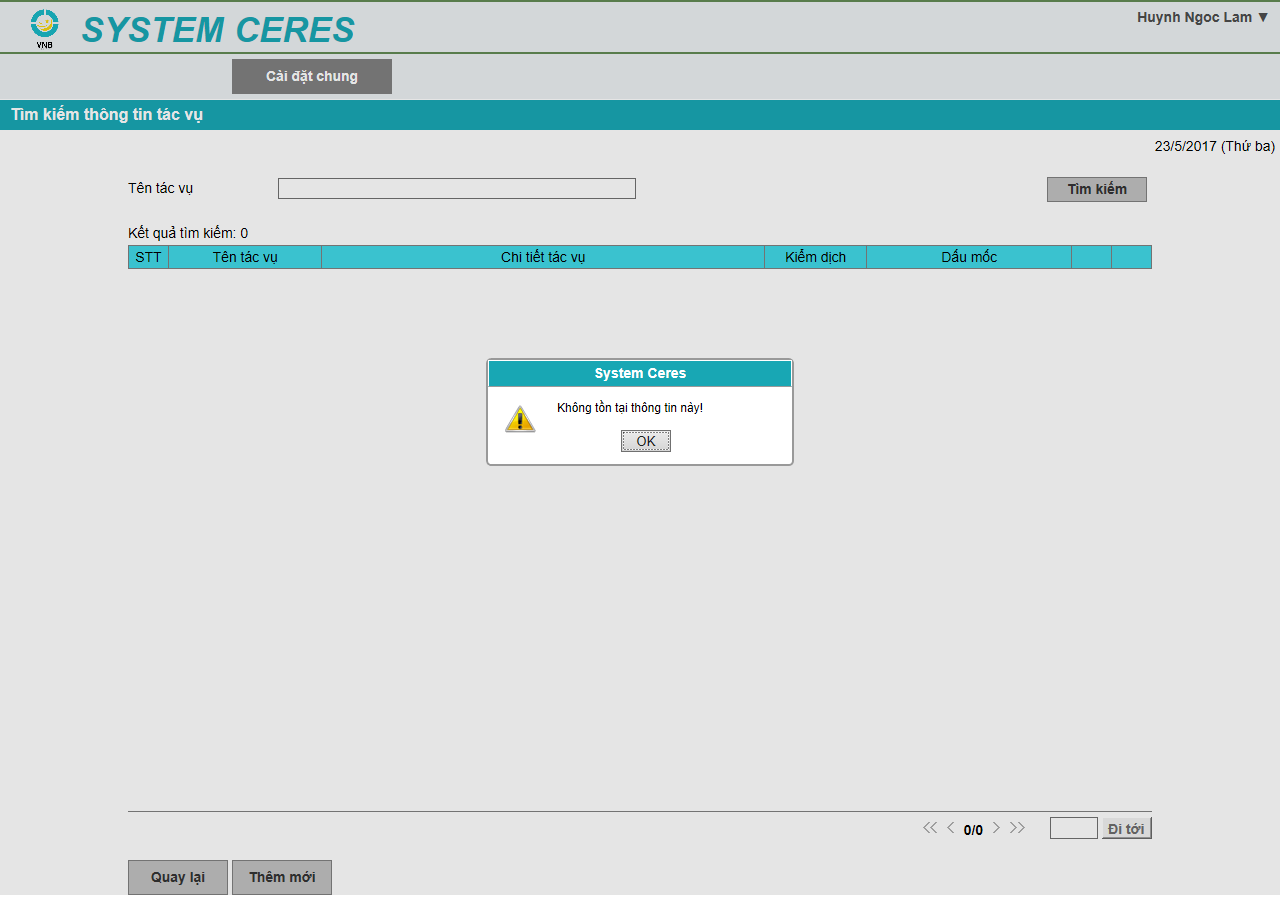 VNB
SYSTEM CERES
Huynh Ngoc Lam ▼
Cài đặt chung
Tìm kiếm thông tin tác vụ
23/5/2017 (Thứ ba)
Tên tác vụ
Tìm kiếm
Kết quả tìm kiếm: 0
STT Tên tác vụ Chi tiết tác vụ Kiểm dịch Dấu mốc
System Ceres
Không tồn tại thông tin này!
OK
0/0
Đi tới
Quay lại Thêm mới